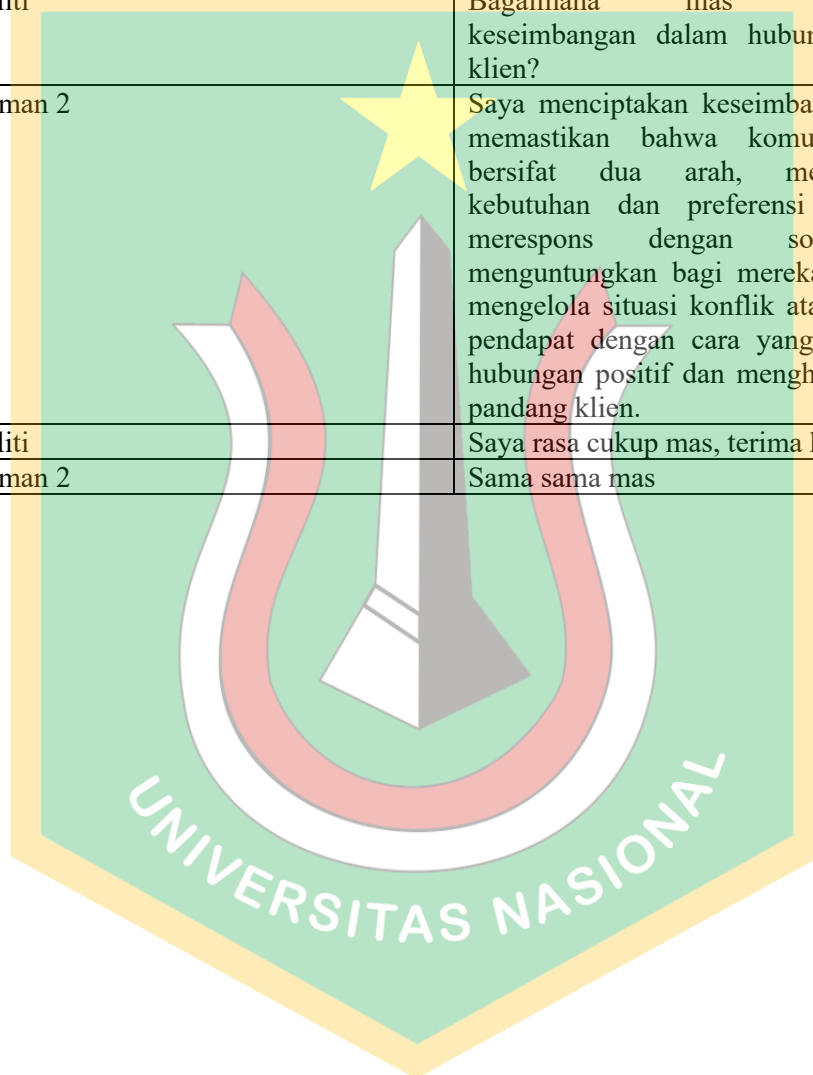 liti
Bagaimana mas
keseimbangan dalam hubun
klien?
man 2
Saya menciptakan keseimba
memastikan bahwa komu
bersifat dua arah, me
kebutuhan dan preferensi
merespons dengan so
menguntungkan bagi mereka
mengelola situasi konflik ata
pendapat dengan cara yang
hubungan positif dan mengh
pandang klien.
liti
Saya rasa cukup mas, terima
man 2
Sama sama mas
UNIVERSITAS NASIONAL